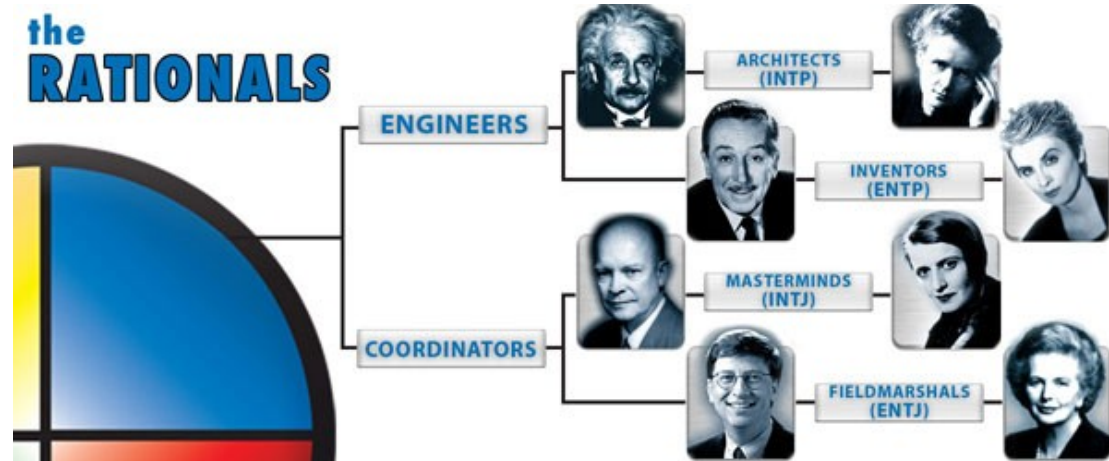 the
RATIONALS
ENGINEERS
ARCHITECTS
(INTP)
INVENTORS
(ENTP)
COORDINATORS
MASTERMINDS
(INTJ)
FIELDMARSHALS
(ENTJ)